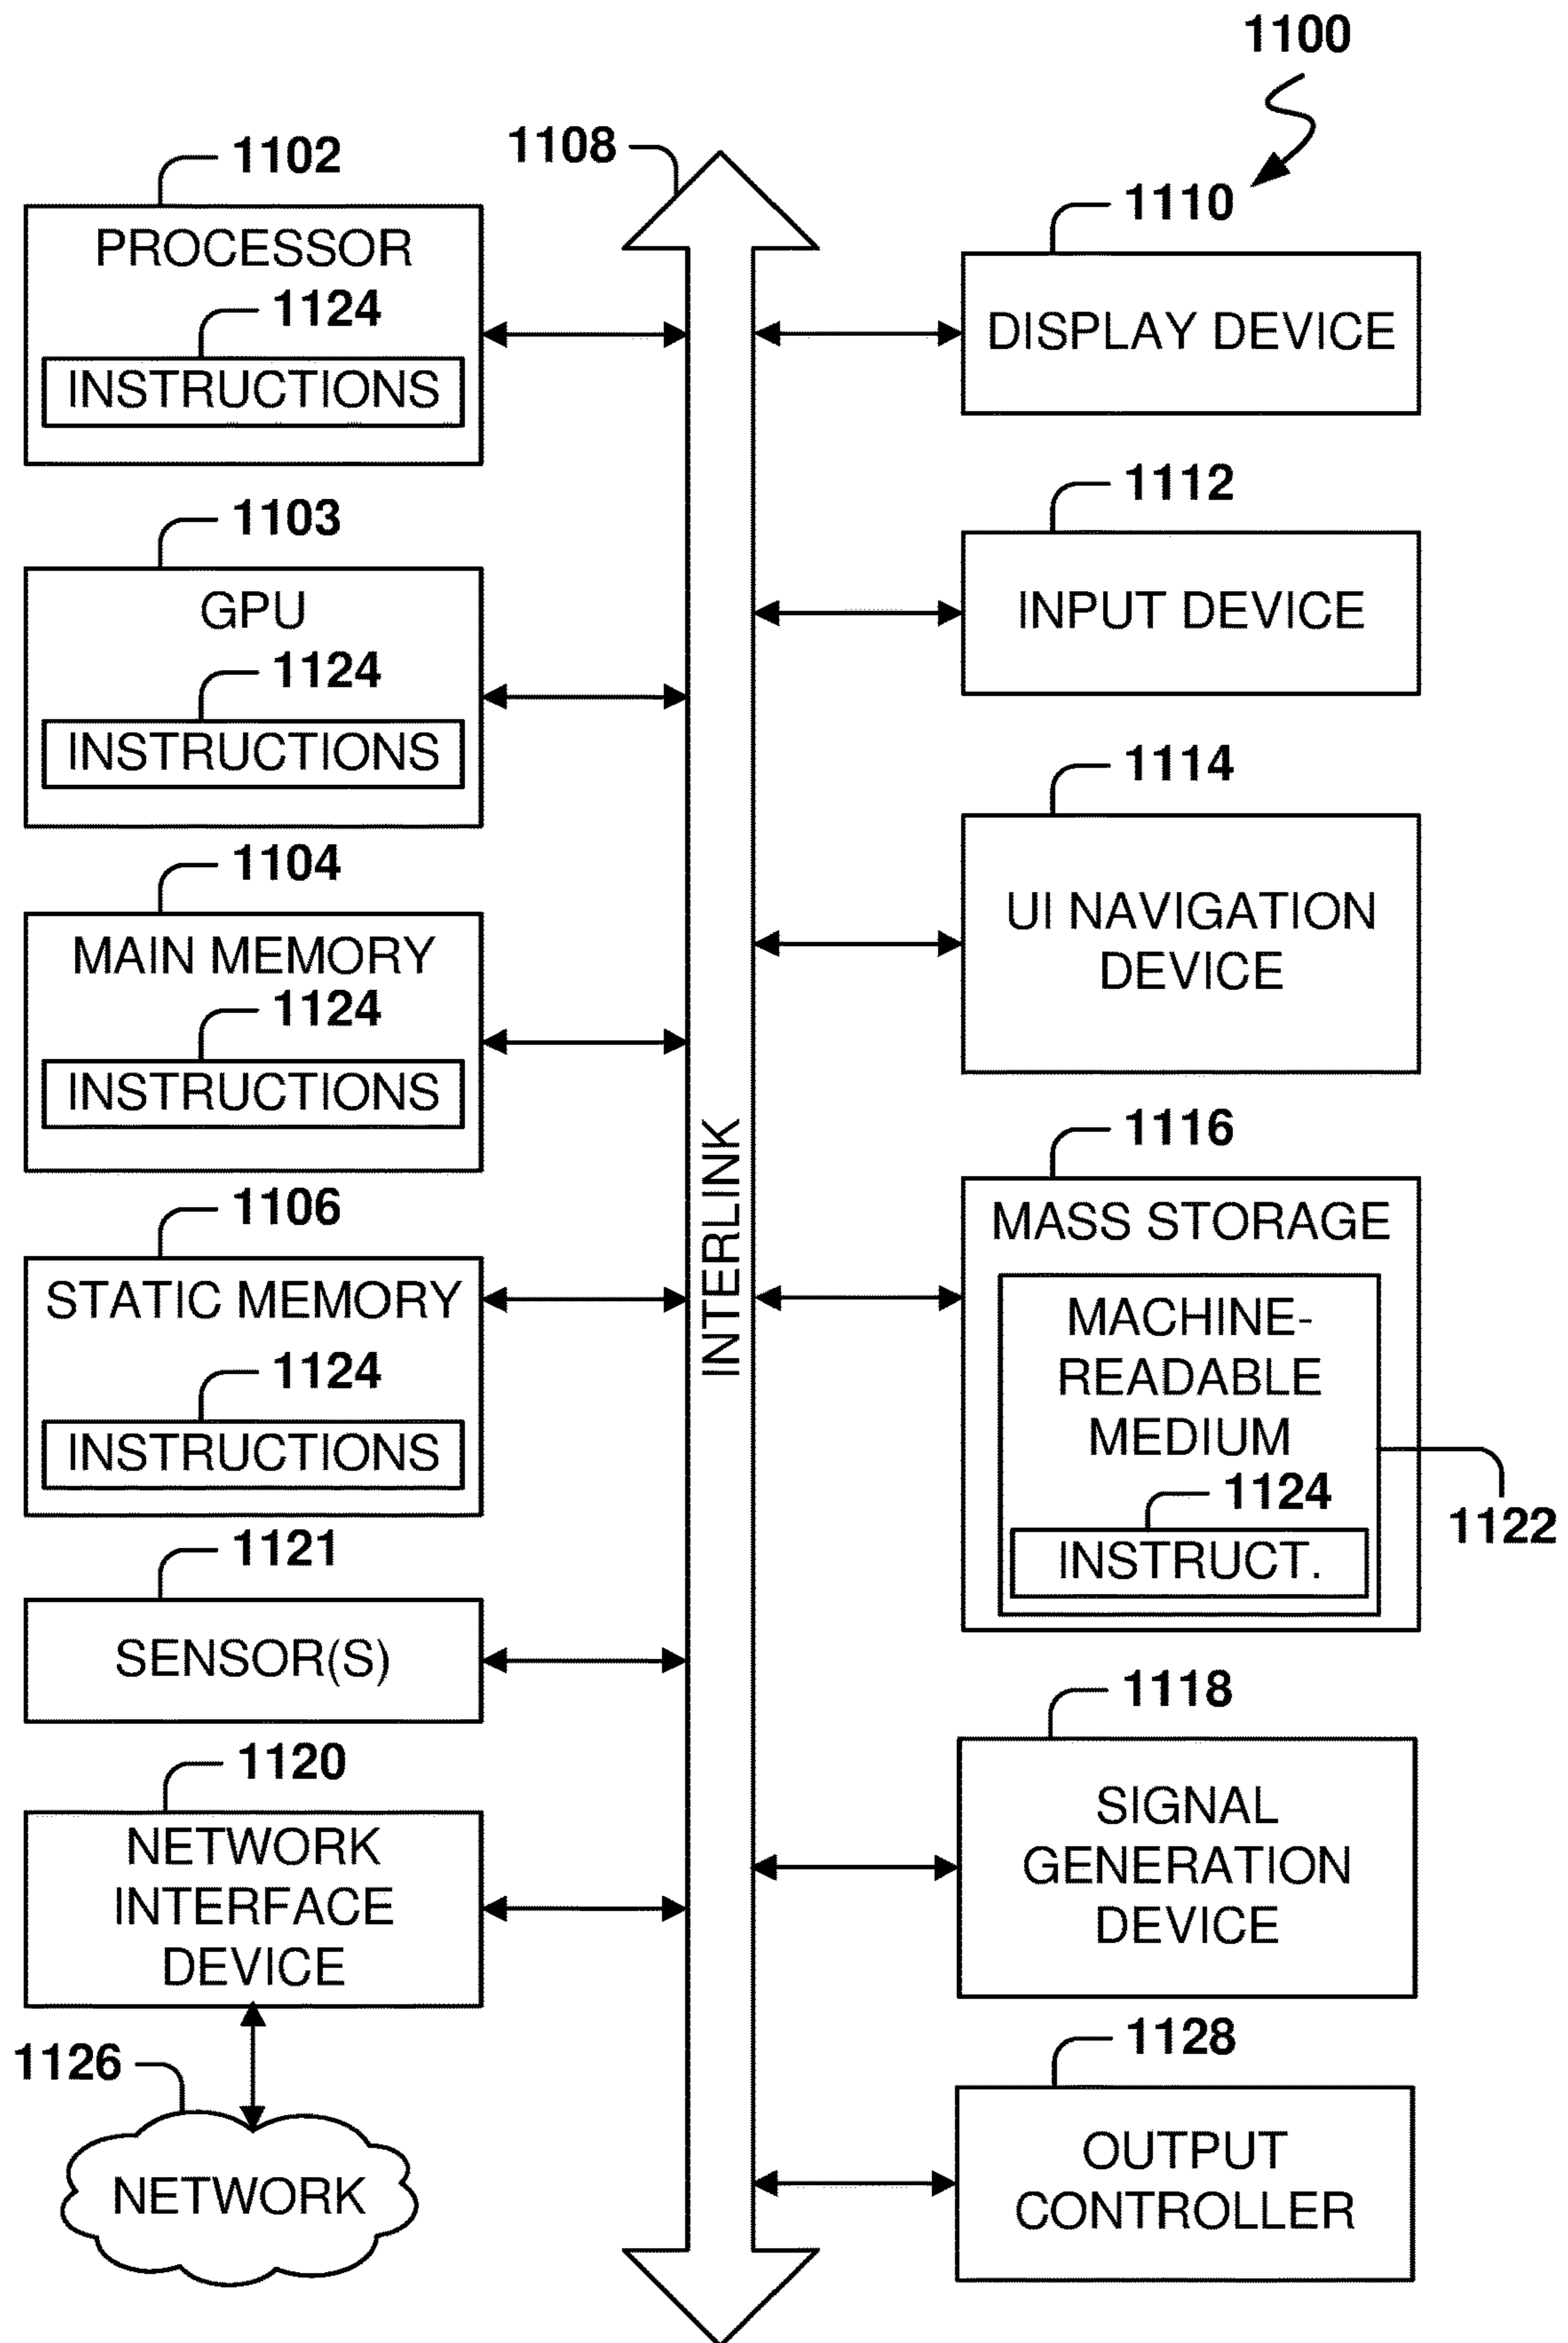 1100
1102
PROCESSOR
1124
INSTRUCTIONS
1103
GPU
1124
INSTRUCTIONS
1104
MAIN MEMORY
1124
INSTRUCTIONS
1106
STATIC MEMORY
1124
INSTRUCTIONS
1121
SENSOR(S)
1120
NETWORK
INTERFACE
DEVICE
1126
NETWORK
1108
INTERLINK
1110
DISPLAY DEVICE
1112
INPUT DEVICE
1114
UI NAVIGATION
DEVICE
1116
MASS STORAGE
MACHINE-
READABLE
MEDIUM
1124
INSTRUCT.
1122
1118
SIGNAL
GENERATION
DEVICE
1128
OUTPUT
CONTROLLER